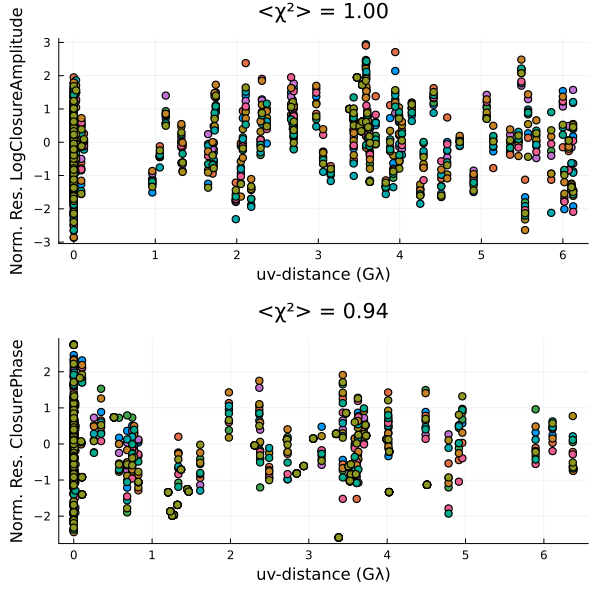 <χ²> = 1.00
Norm. Res. LogClosureAmplitude
3
2
1
0
−1
−2
−3
0 1 2 3 4 5 6
uv-distance (Gλ)
<χ²> = 0.94
Norm. Res. ClosurePhase
2
1
0
−1
−2
0 1 2 3 4 5 6
uv-distance (Gλ)